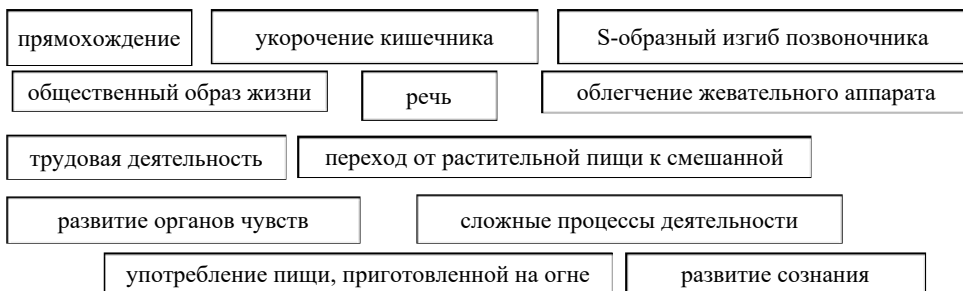 прямохождение
укорочение кишечника
S-образный изгиб позвоночника
общественный образ жизни
речь
облегчение жевательного аппарата
трудовая деятельность
переход от растительной пищи к смешанной
развитие органов чувств
сложные процессы деятельности
употребление пищи, приготовленной на огне
развитие сознания